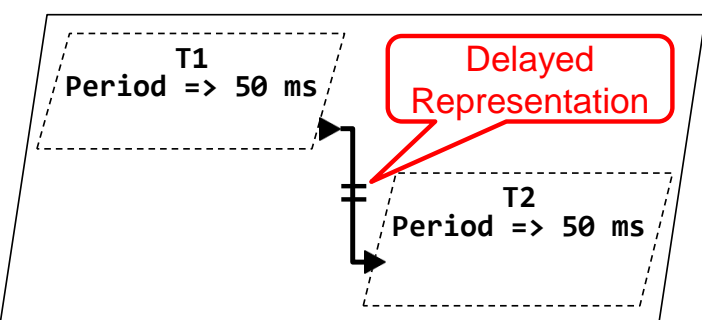 T1
Period => 50 ms
Delayed
Representation
T2
Period => 50 ms